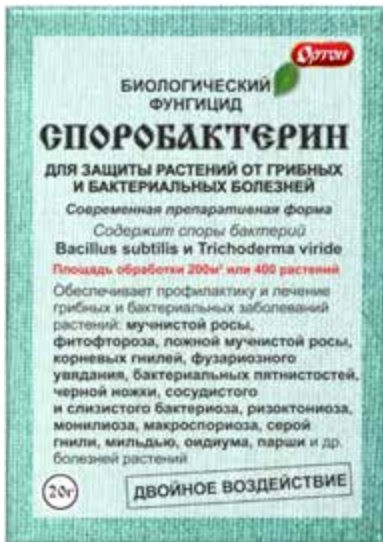 Ортон
БИОЛОГИЧЕСКИЙ
ФУНГИЦИД
СПОРОБАКТЕРИН
ДЛЯ ЗАЩИТЫ РАСТЕНИЙ ОТ ГРИБНЫХ
И БАКТЕРИАЛЬНЫХ БОЛЕЗНЕЙ
Современная препаративная форма
Содержит споры бактерий
Bacillus subtilis и Trichoderma viride
Площадь обработки 200м² или 400 растений
Обеспечивает профилактику и лечение
грибных и бактериальных заболеваний
растений: мучнистой росы,
фитофтороза, ложной мучнистой росы,
корневых гнилей, фузариозного
увядания, бактериальных пятнистостей,
черной ножки, сосудистого
и слизистого бактериоза, ризоктониоза,
монилиоза, макроспориоза, серой
гнили, мильдью, оидиума, парши и др.
болезней растений
20г
ДВОЙНОЕ ВОЗДЕЙСТВИЕ